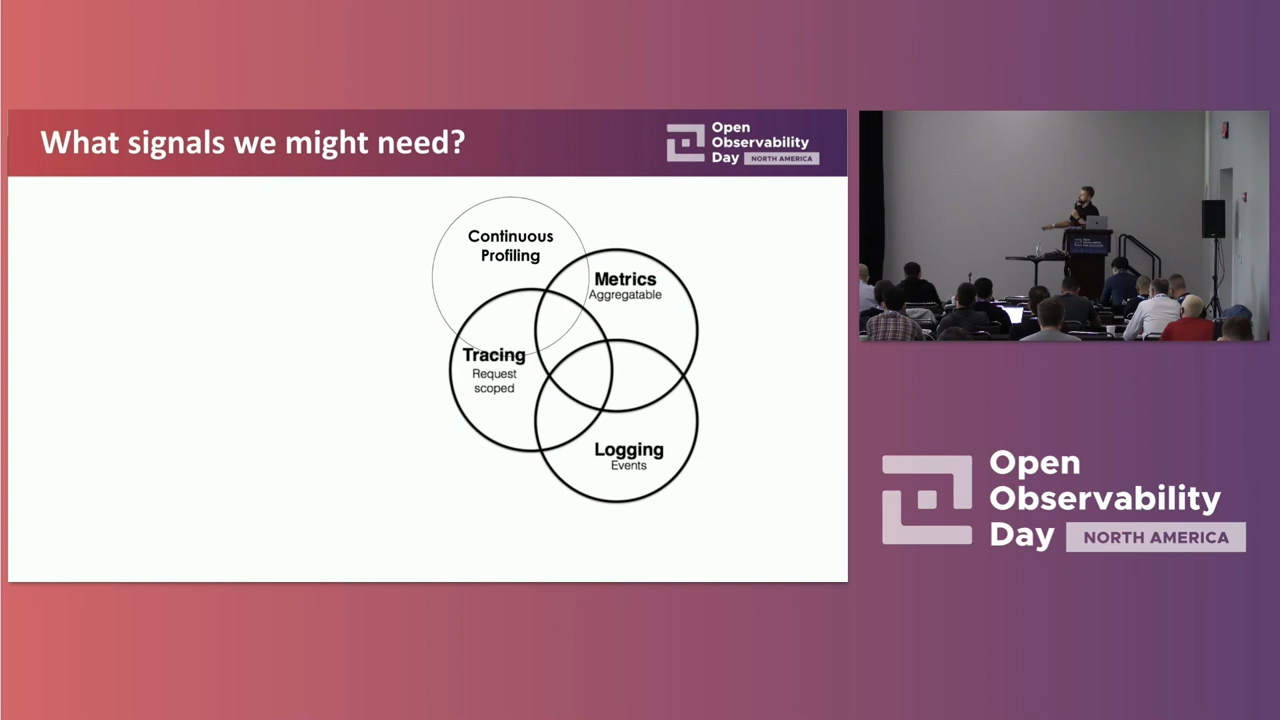 What signals we might need?
Open
Observability
Day NORTH AMERICA
Continuous
Profiling
Metrics
Aggregatable
Tracing
Request
scoped
Logging
Events
Open
Observability
Day NORTH AMERICA